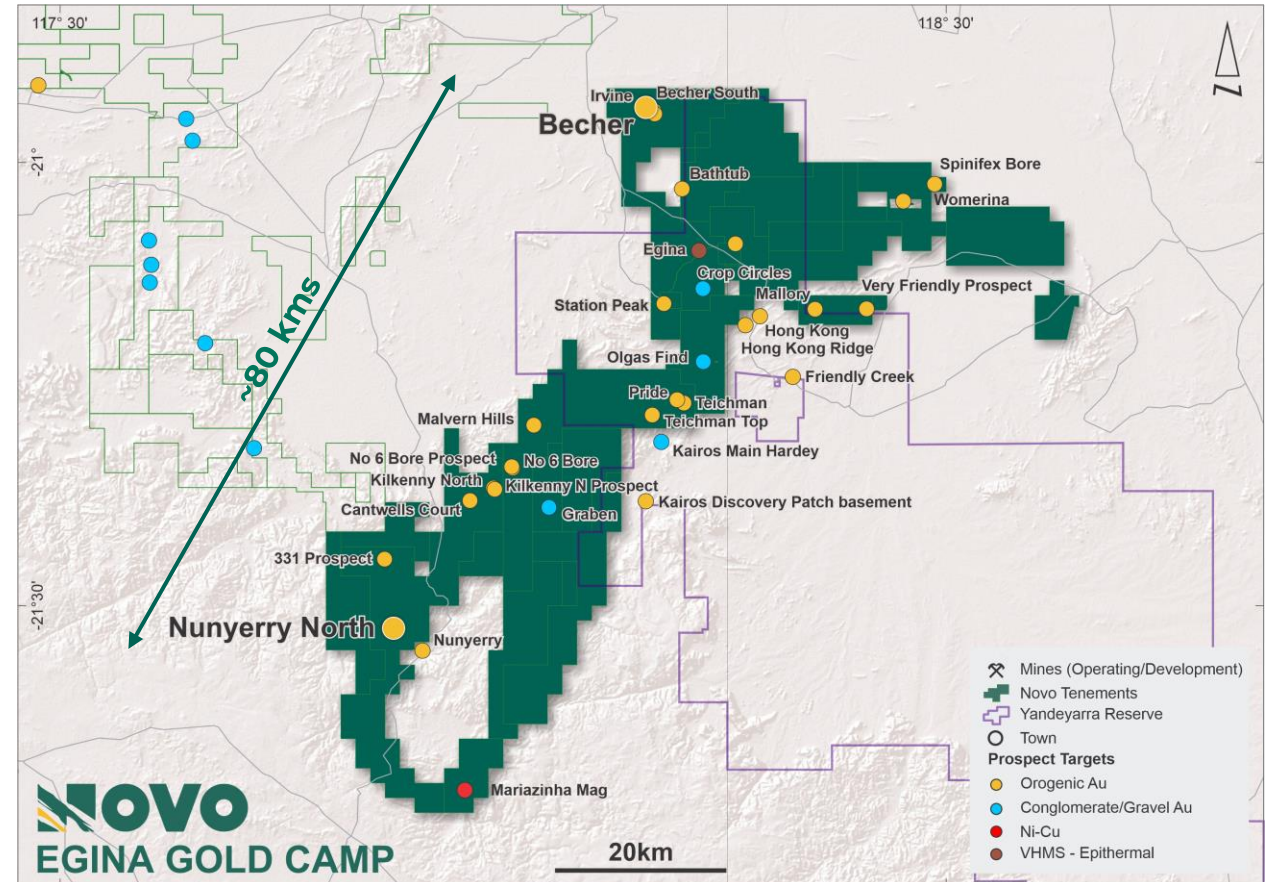 117° 30'
118° 30'
N
Irvine
Becher South
Becher
-21°
Bathtub
Spinifex Bore
Womerina
Egina
Crop Circles
Very Friendly Prospect
Mallory
Station Peak
Hong Kong
Hong Kong Ridge
~80 kms
Olgas Find
Friendly Creek
Pride
Teichman
Malvern Hills
Teichman Top
Kairos Main Hardey
No 6 Bore Prospect
No 6 Bore
Kilkenny North
Kilkenny N Prospect
Cantwells Court
Graben
Kairos Discovery Patch basement
331 Prospect
-21°30'
Nunyerry North
Nunyerry
Mines (Operating/Development)
Novo Tenements
Yandeyarra Reserve
Town
Prospect Targets
Orogenic Au
Conglomerate/Gravel Au
Ni-Cu
VHMS - Epithermal
Mariazinha Mag
NOVO
EGINA GOLD CAMP
20km